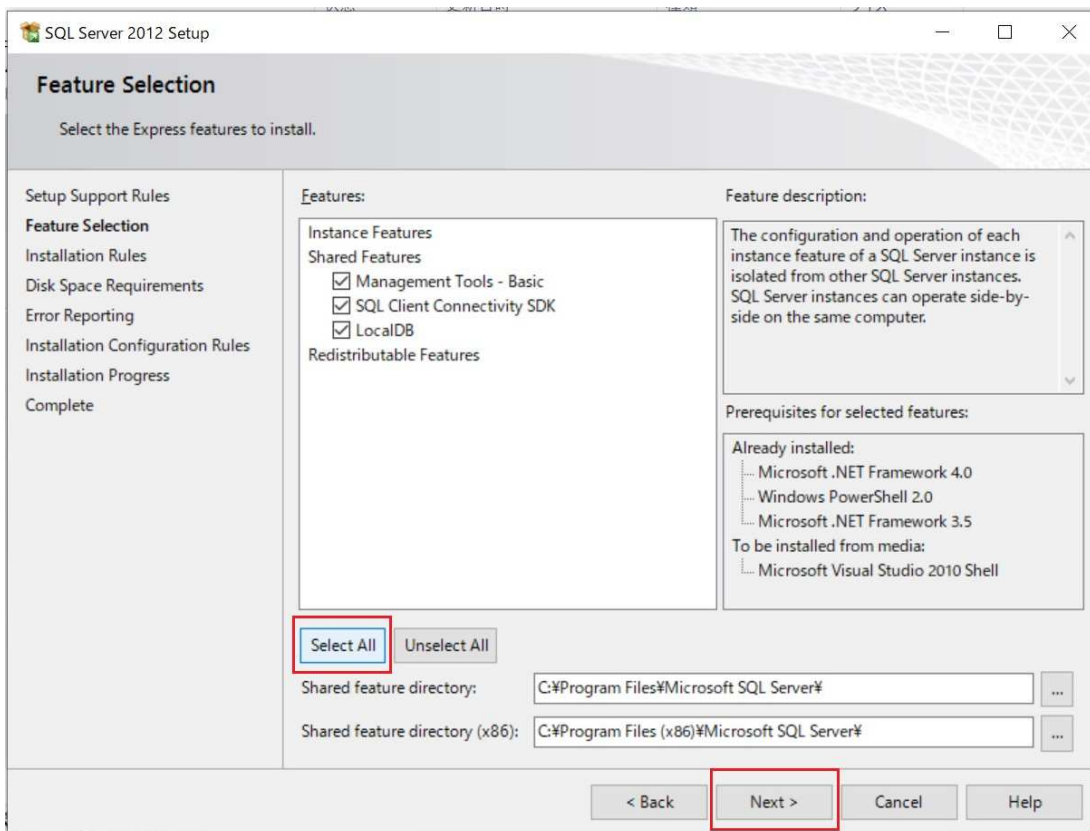 SQL Server 2012 Setup
Feature Selection
Select the Express features to install.
Setup Support Rules
Feature Selection
Installation Rules
Disk Space Requirements
Error Reporting
Installation Configuration Rules
Installation Progress
Complete
Features:
Instance Features
Shared Features
Management Tools - Basic
SQL Client Connectivity SDK
LocalDB
Redistributable Features
Feature description:
The configuration and operation of each
instance feature of a SQL Server instance is
isolated from other SQL Server instances.
SQL Server instances can operate side-by-
side on the same computer.
Prerequisites for selected features:
Already installed:
Microsoft .NET Framework 4.0
Windows PowerShell 2.0
Microsoft .NET Framework 3.5
To be installed from media:
Microsoft Visual Studio 2010 Shell
Select All Unselect All
Shared feature directory: C:¥Program Files¥Microsoft SQL Server¥ ...
Shared feature directory (x86): C:¥Program Files (x86)¥Microsoft SQL Server¥ ...
< Back Next > Cancel Help